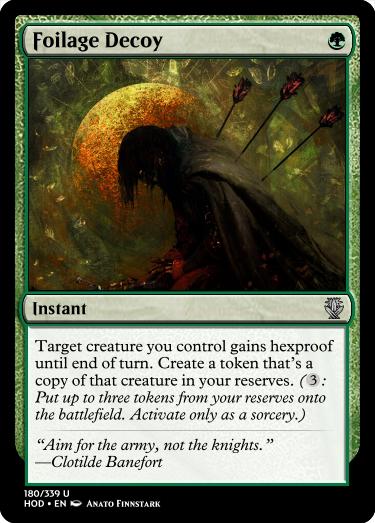 Foilage Decoy
Instant
Target creature you control gains hexproof
until end of turn. Create a token that's a
copy of that creature in your reserves. (3:
Put up to three tokens from your reserves onto
the battlefield. Activate only as a sorcery.)
“Aim for the army, not the knights.”
—Clotilde Banefort
180/339 U
HOD • EN Anato Finnstark